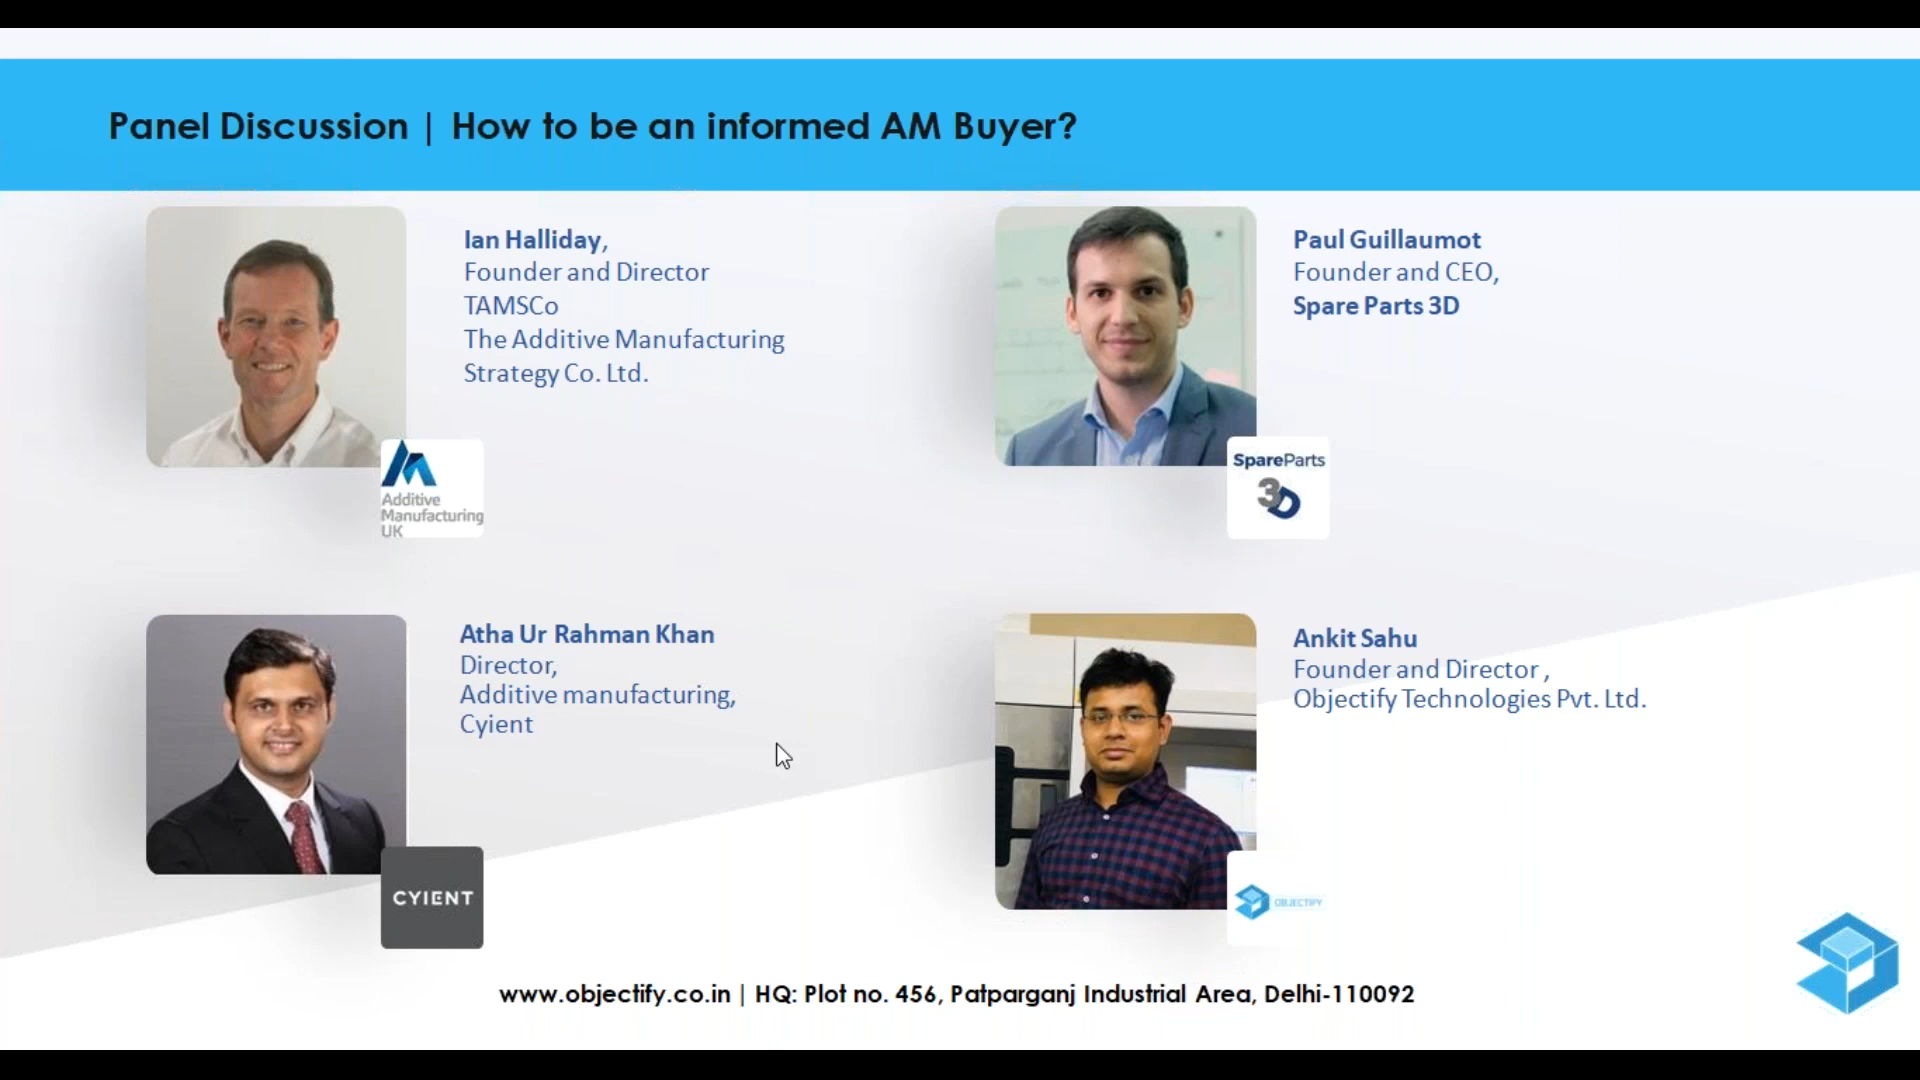 Panel Discussion | How to be an informed AM Buyer?
Ian Halliday,
Founder and Director
TAMSCo
The Additive Manufacturing
Strategy Co. Ltd.
Additive
Manufacturing
UK
Paul Guillaumot
Founder and CEO,
Spare Parts 3D
SpareParts
3D
Atha Ur Rahman Khan
Director,
Additive manufacturing,
Cyient
CYIENT
Ankit Sahu
Founder and Director ,
Objectify Technologies Pvt. Ltd.
OBJECTIFY
www.objectify.co.in | HQ: Plot no. 456, Patparganj Industrial Area, Delhi-110092